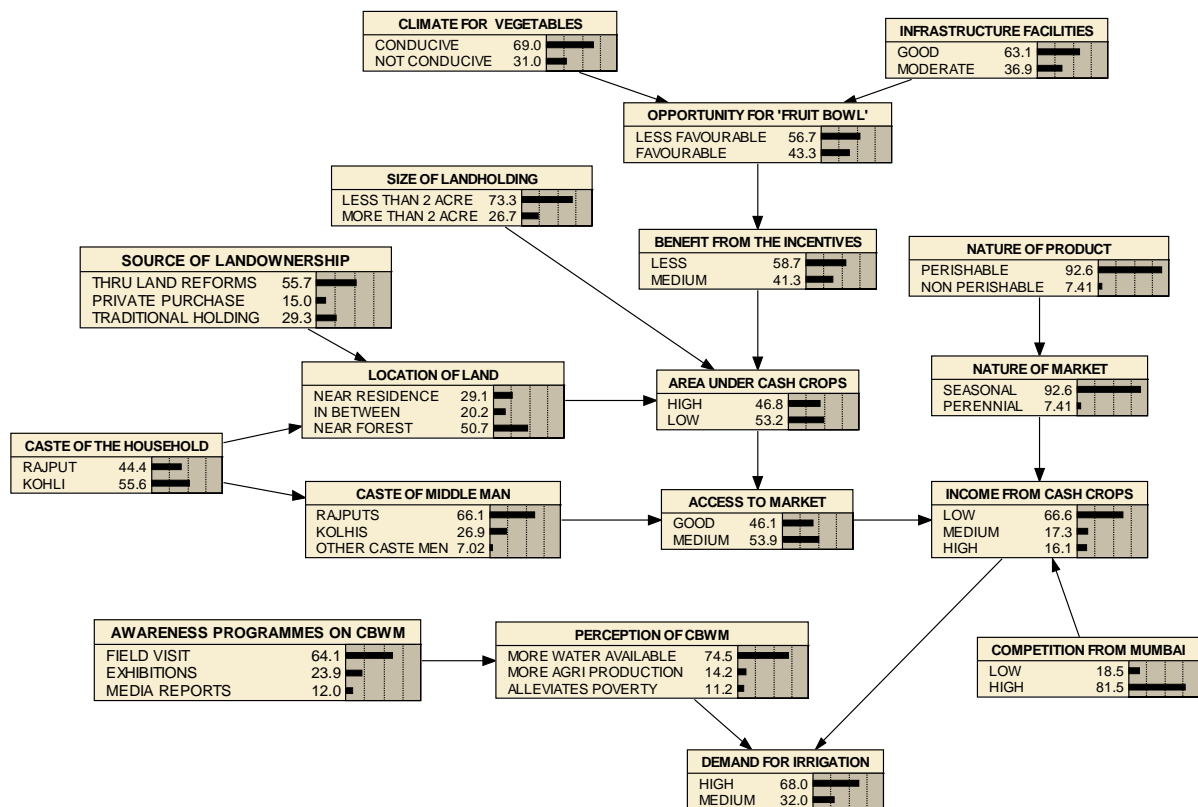 CLIMATE FOR VEGETABLES
CONDUCIVE 69.0
NOT CONDUCIVE 31.0
INFRASTRUCTURE FACILITIES
GOOD 63.1
MODERATE 36.9
OPPORTUNITY FOR 'FRUIT BOWL'
LESS FAVOURABLE 56.7
FAVOURABLE 43.3
SIZE OF LANDHOLDING
LESS THAN 2 ACRE 73.3
MORE THAN 2 ACRE 26.7
BENEFIT FROM THE INCENTIVES
LESS 58.7
MEDIUM 41.3
NATURE OF PRODUCT
PERISHABLE 92.6
NON PERISHABLE 7.41
SOURCE OF LANDOWNERSHIP
THRU LAND REFORMS 55.7
PRIVATE PURCHASE 15.0
TRADITIONAL HOLDING 29.3
LOCATION OF LAND
NEAR RESIDENCE 29.1
IN BETWEEN 20.2
NEAR FOREST 50.7
AREA UNDER CASH CROPS
HIGH 46.8
LOW 53.2
NATURE OF MARKET
SEASONAL 92.6
PERENNIAL 7.41
CASTE OF THE HOUSEHOLD
RAJPUT 44.4
KOHLI 55.6
CASTE OF MIDDLE MAN
RAJPUTS 66.1
KOLHIS 26.9
OTHER CASTE MEN 7.02
ACCESS TO MARKET
GOOD 46.1
MEDIUM 53.9
INCOME FROM CASH CROPS
LOW 66.6
MEDIUM 17.3
HIGH 16.1
AWARENESS PROGRAMMES ON CBWM
FIELD VISIT 64.1
EXHIBITIONS 23.9
MEDIA REPORTS 12.0
PERCEPTION OF CBWM
MORE WATER AVAILABLE 74.5
MORE AGRI PRODUCTION 14.2
ALLEVIATES POVERTY 11.2
COMPETITION FROM MUMBAI
LOW 18.5
HIGH 81.5
DEMAND FOR IRRIGATION
HIGH 68.0
MEDIUM 32.0